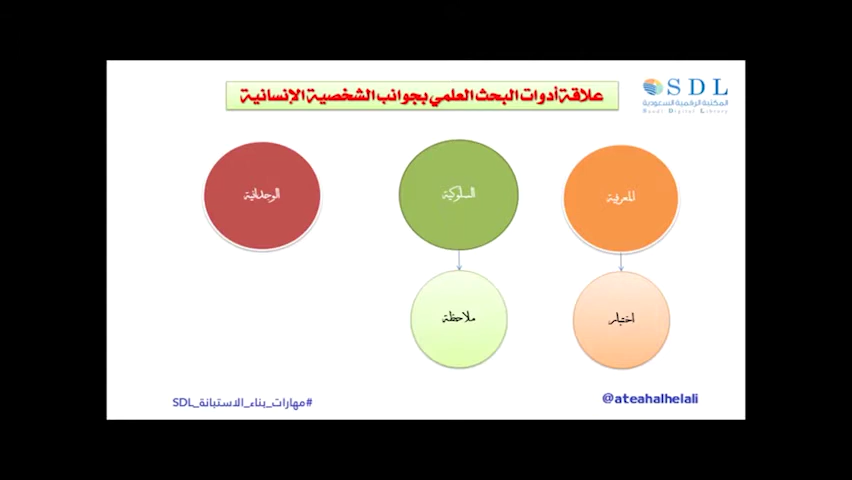 علاقة أدوات البحث العلمي بجوانب الشخصية الإنسانية
SDL
المكتبة الرقمية السعودية
Saudi Digital Library
المعرفية
السلوكية
الوجدانية
اختبار
ملاحظة
@ateahalhelali
#مهارات_بناء_الاستبانة_SDL